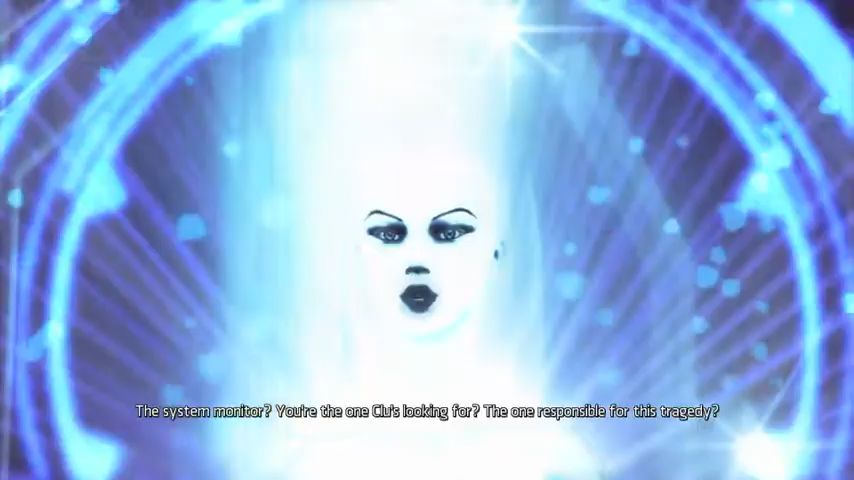 The system monitor? You're the one Clu's looking for? The one responsible for this tragedy?